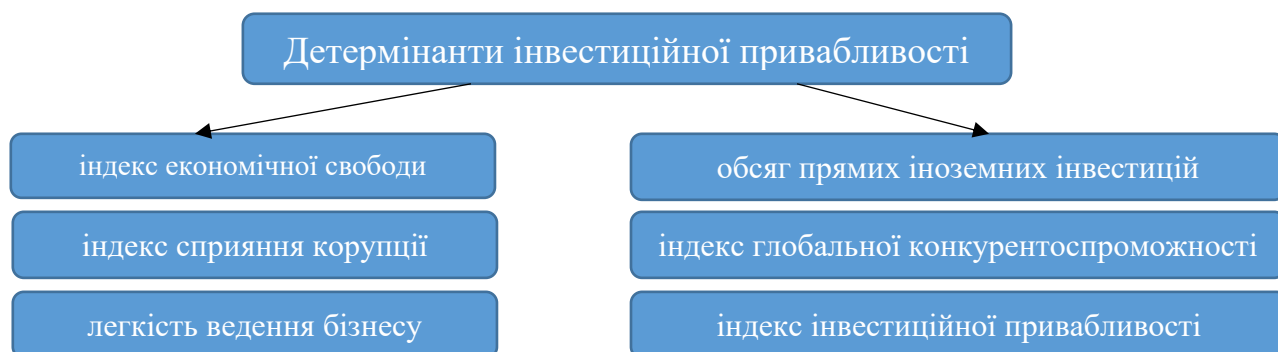 Детермінанти інвестиційної привабливості
індекс економічної свободи
обсяг прямих іноземних інвестицій
індекс сприяння корупції
індекс глобальної конкурентоспроможності
легкість ведення бізнесу
індекс інвестиційної привабливості